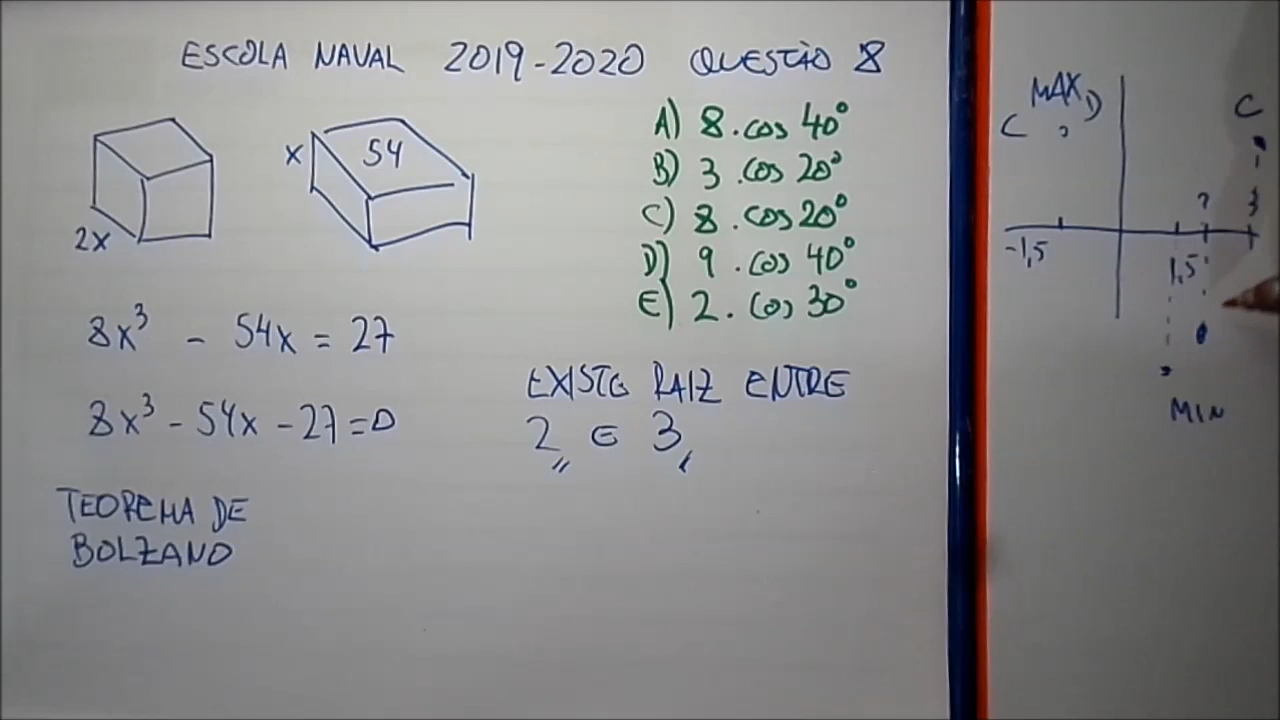 ESCOLA NAVAL 2019-2020 QUESTÃO 8
2x
x
54
A) 8.cos 40°
B) 3.cos 20°
C) 8.cos 20°
D) 9.cos 40°
E) 2.cos 30°
8x³ - 54x = 27
8x³ - 54x - 27 = 0
TEOREMA DE
BOLZANO
EXISTE RAIZ ENTRE
2 E 3
MAX
C
D
C
?
3
-1,5
1,5
MIN